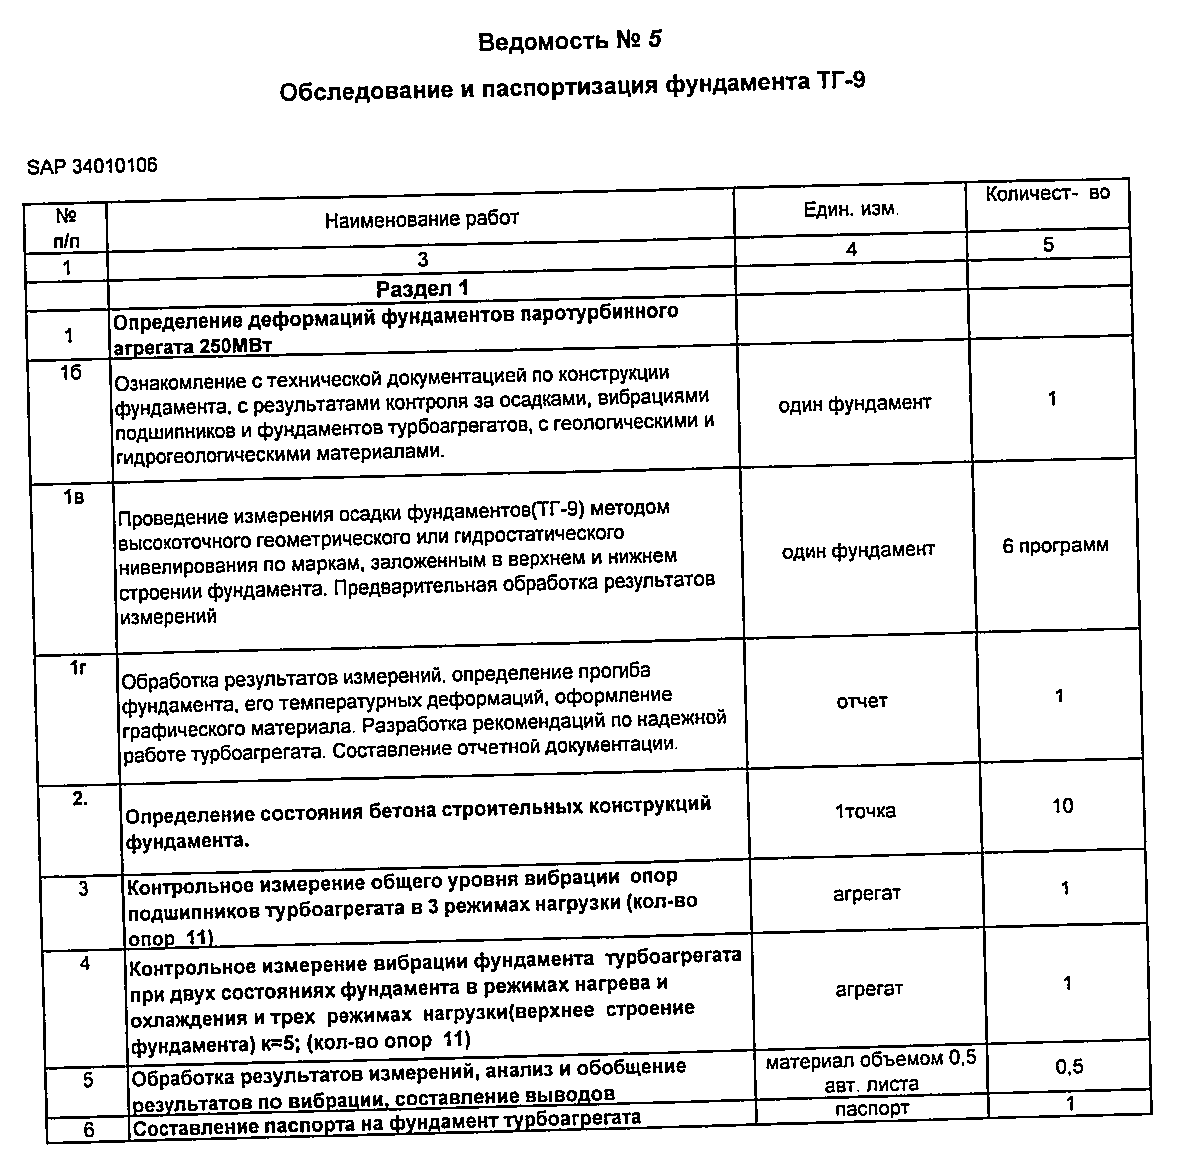 Ведомость № 5
Обследование и паспортизация фундамента ТГ-9
SAP 34010106
№
п/п
Наименование работ
Един. изм.
Количест- во
1
3
4
5
Раздел 1
1
Определение деформаций фундаментов паротурбинного
агрегата 250МВт
1б
Ознакомление с технической документацией по конструкции
фундамента, с результатами контроля за осадками, вибрациями
подшипников и фундаментов турбоагрегатов, с геологическими и
гидрогеологическими материалами.
один фундамент
1
1в
Проведение измерения осадки фундаментов(ТГ-9) методом
высокоточного геометрического или гидростатического
нивелирования по маркам, заложенным в верхнем и нижнем
строении фундамента. Предварительная обработка результатов
измерений
один фундамент
6 программ
1г
Обработка результатов измерений, определение прогиба
фундамента, его температурных деформаций, оформление
графического материала. Разработка рекомендаций по надежной
работе турбоагрегата. Составление отчетной документации.
отчет
1
2.
Определение состояния бетона строительных конструкций
фундамента.
1точка
10
3
Контрольное измерение общего уровня вибрации опор
подшипников турбоагрегата в 3 режимах нагрузки (кол-во
опор 11)
агрегат
1
4
Контрольное измерение вибрации фундамента турбоагрегата
при двух состояниях фундамента в режимах нагрева и
охлаждения и трех режимах нагрузки(верхнее строение
фундамента) к=5; (кол-во опор 11)
агрегат
1
5
Обработка результатов измерений, анализ и обобщение
результатов по вибрации, составление выводов
материал объемом 0,5
авт. листа
0,5
6
Составление паспорта на фундамент турбоагрегата
паспорт
1